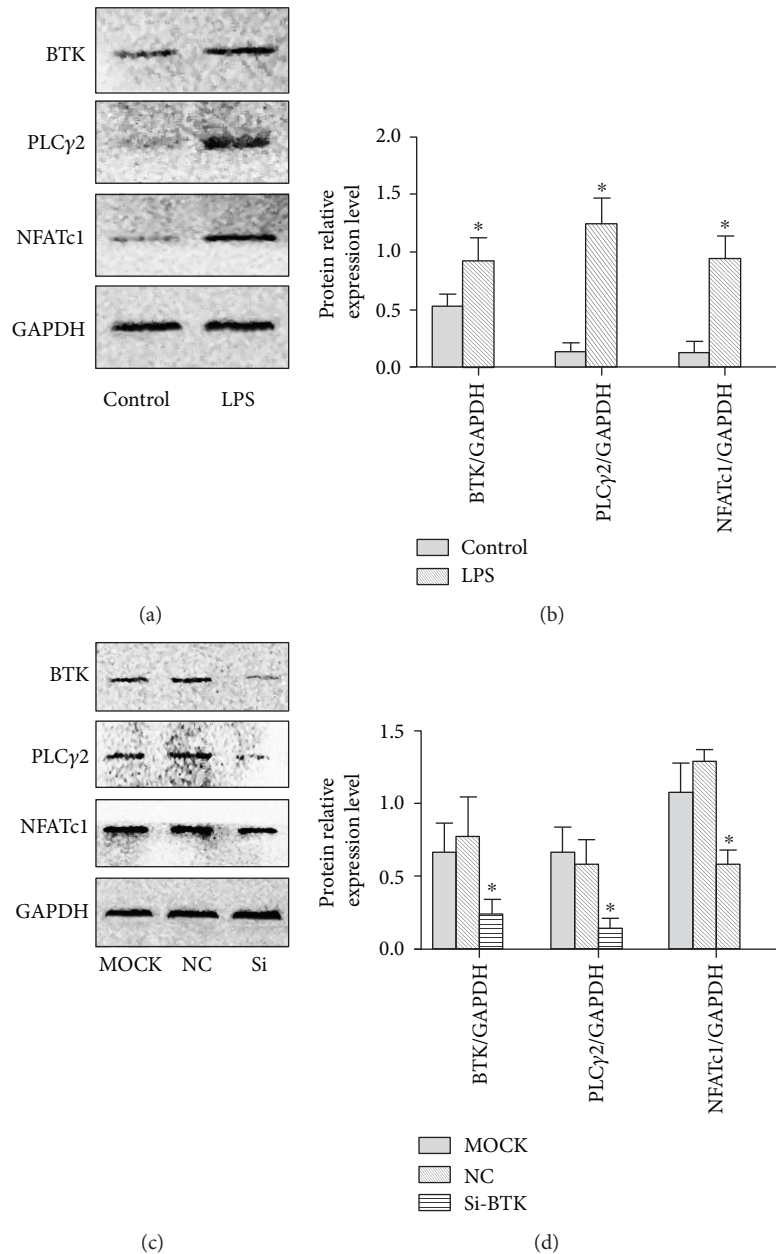 BTK
PLCγ2
NFATc1
GAPDH
Control LPS
(a)
Protein relative
expression level
2.0
1.5
1.0
0.5
0.0
* * *
BTK/GAPDH
PLCγ2/GAPDH
NFATc1/GAPDH
Control
LPS
(b)
BTK
PLCγ2
NFATc1
GAPDH
MOCK NC Si
(c)
Protein relative
expression level
1.5
1.0
0.5
0.0
* * *
BTK/GAPDH
PLCγ2/GAPDH
NFATc1/GAPDH
MOCK
NC
Si-BTK
(d)